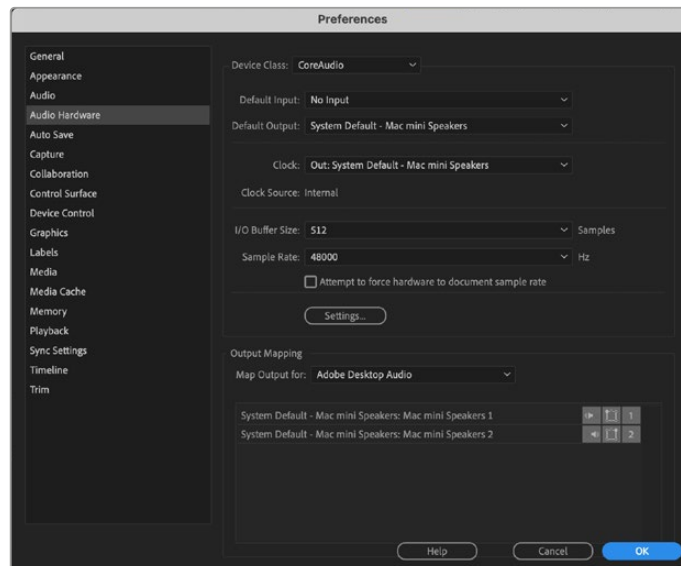 Preferences
General
Appearance
Audio
Audio Hardware
Auto Save
Capture
Collaboration
Control Surface
Device Control
Graphics
Labels
Media
Media Cache
Memory
Playback
Sync Settings
Timeline
Trim
Device Class: CoreAudio
Default Input: No Input
Default Output: System Default - Mac mini Speakers
Clock: Out: System Default - Mac mini Speakers
Clock Source: Internal
I/O Buffer Size: 512 Samples
Sample Rate: 48000 Hz
Attempt to force hardware to document sample rate
Settings...
Output Mapping
Map Output for: Adobe Desktop Audio
System Default - Mac mini Speakers: Mac mini Speakers 1 1
System Default - Mac mini Speakers: Mac mini Speakers 2 2
Help Cancel OK